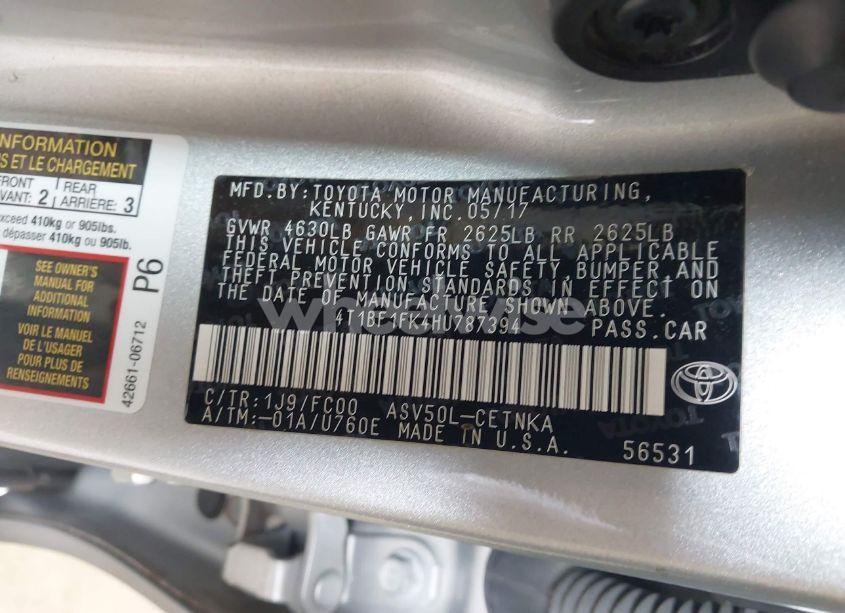 INFORMATION
S ET LE CHARGEMENT
FRONT
AVANT: 2
REAR
ARRIÈRE: 3
exceed 410kg or 905lbs.
dépasser 410kg ou 905lb.
SEE OWNER'S
MANUAL FOR
ADDITIONAL
INFORMATION
VOIR LE MANUEL
DE L'USAGER
POUR PLUS DE
RENSEIGNEMENTS
P6
42661-06712
MFD.BY:TOYOTA MOTOR MANUFACTURING,
KENTUCKY, INC.05/17
GVWR 4630LB GAWR FR 2625LB RR 2625LB
THIS VEHICLE CONFORMS TO ALL APPLICABLE
FEDERAL MOTOR VEHICLE SAFETY, BUMPER, AND
THEFT PREVENTION STANDARDS IN EFFECT ON
THE DATE OF MANUFACTURE SHOWN ABOVE.
4T1BF1FK4HU787394 PASS.CAR
C/TR:1J9/FC00 ASV50L-CETNKA
A/TM:-01A/U760E MADE IN U.S.A.
56531
TOYOTA
wheelwise